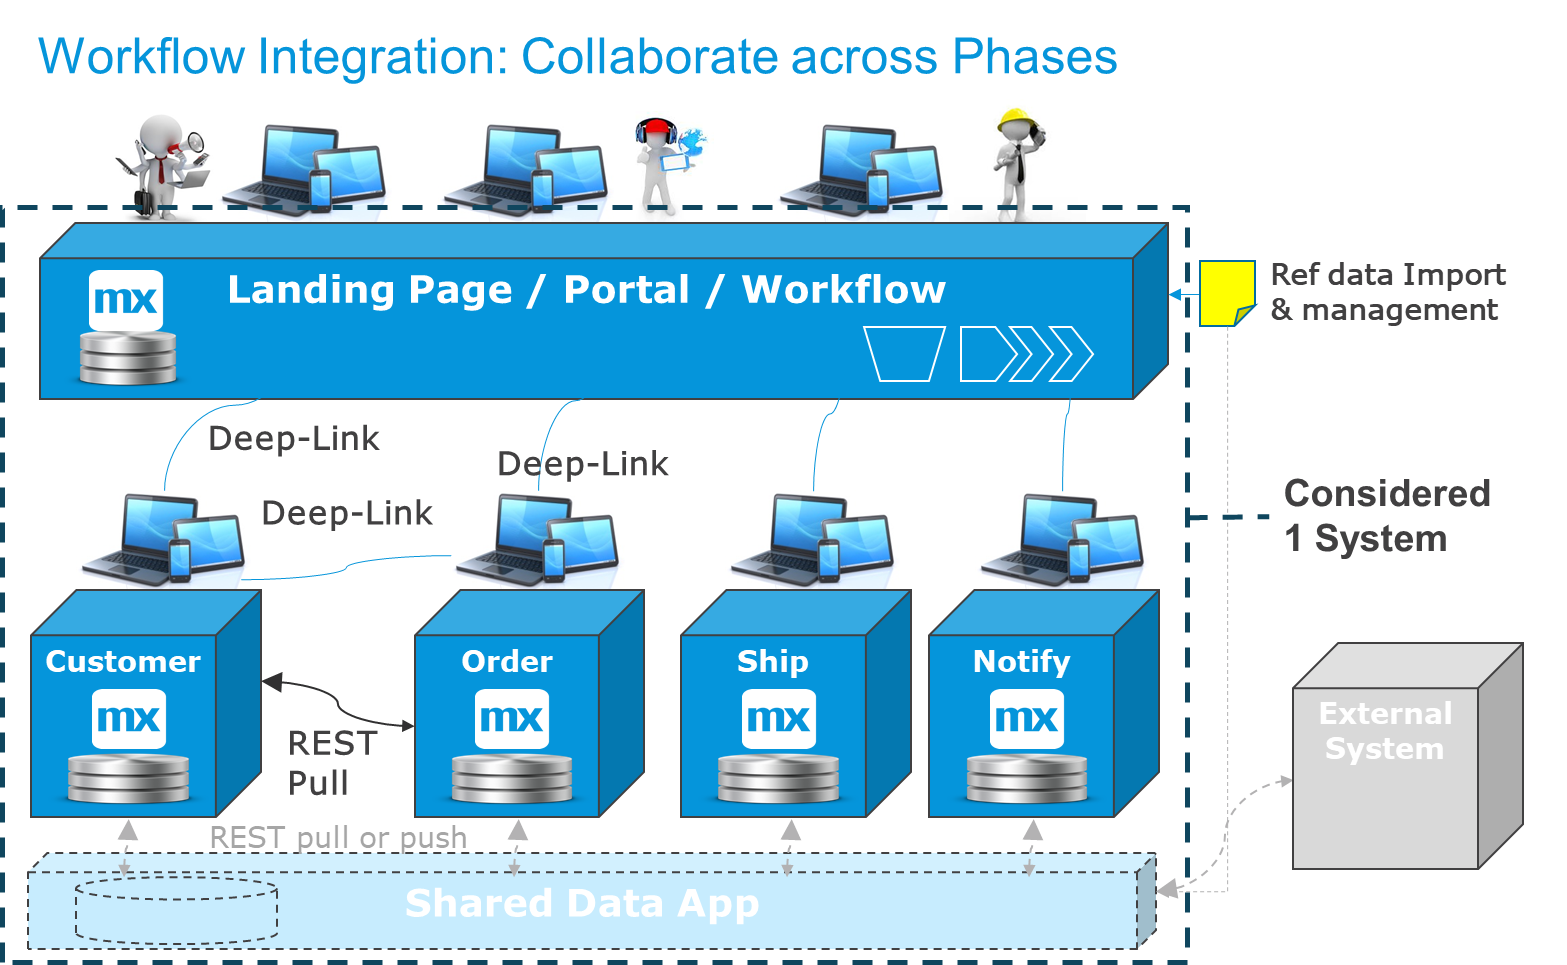 Workflow Integration: Collaborate across Phases
mx
Landing Page / Portal / Workflow
Ref data Import
& management
Deep-Link
Deep-Link
Deep-Link
Considered
1 System
Customer
mx
Order
mx
Ship
mx
Notify
mx
REST
Pull
External
System
REST pull or push
Shared Data App